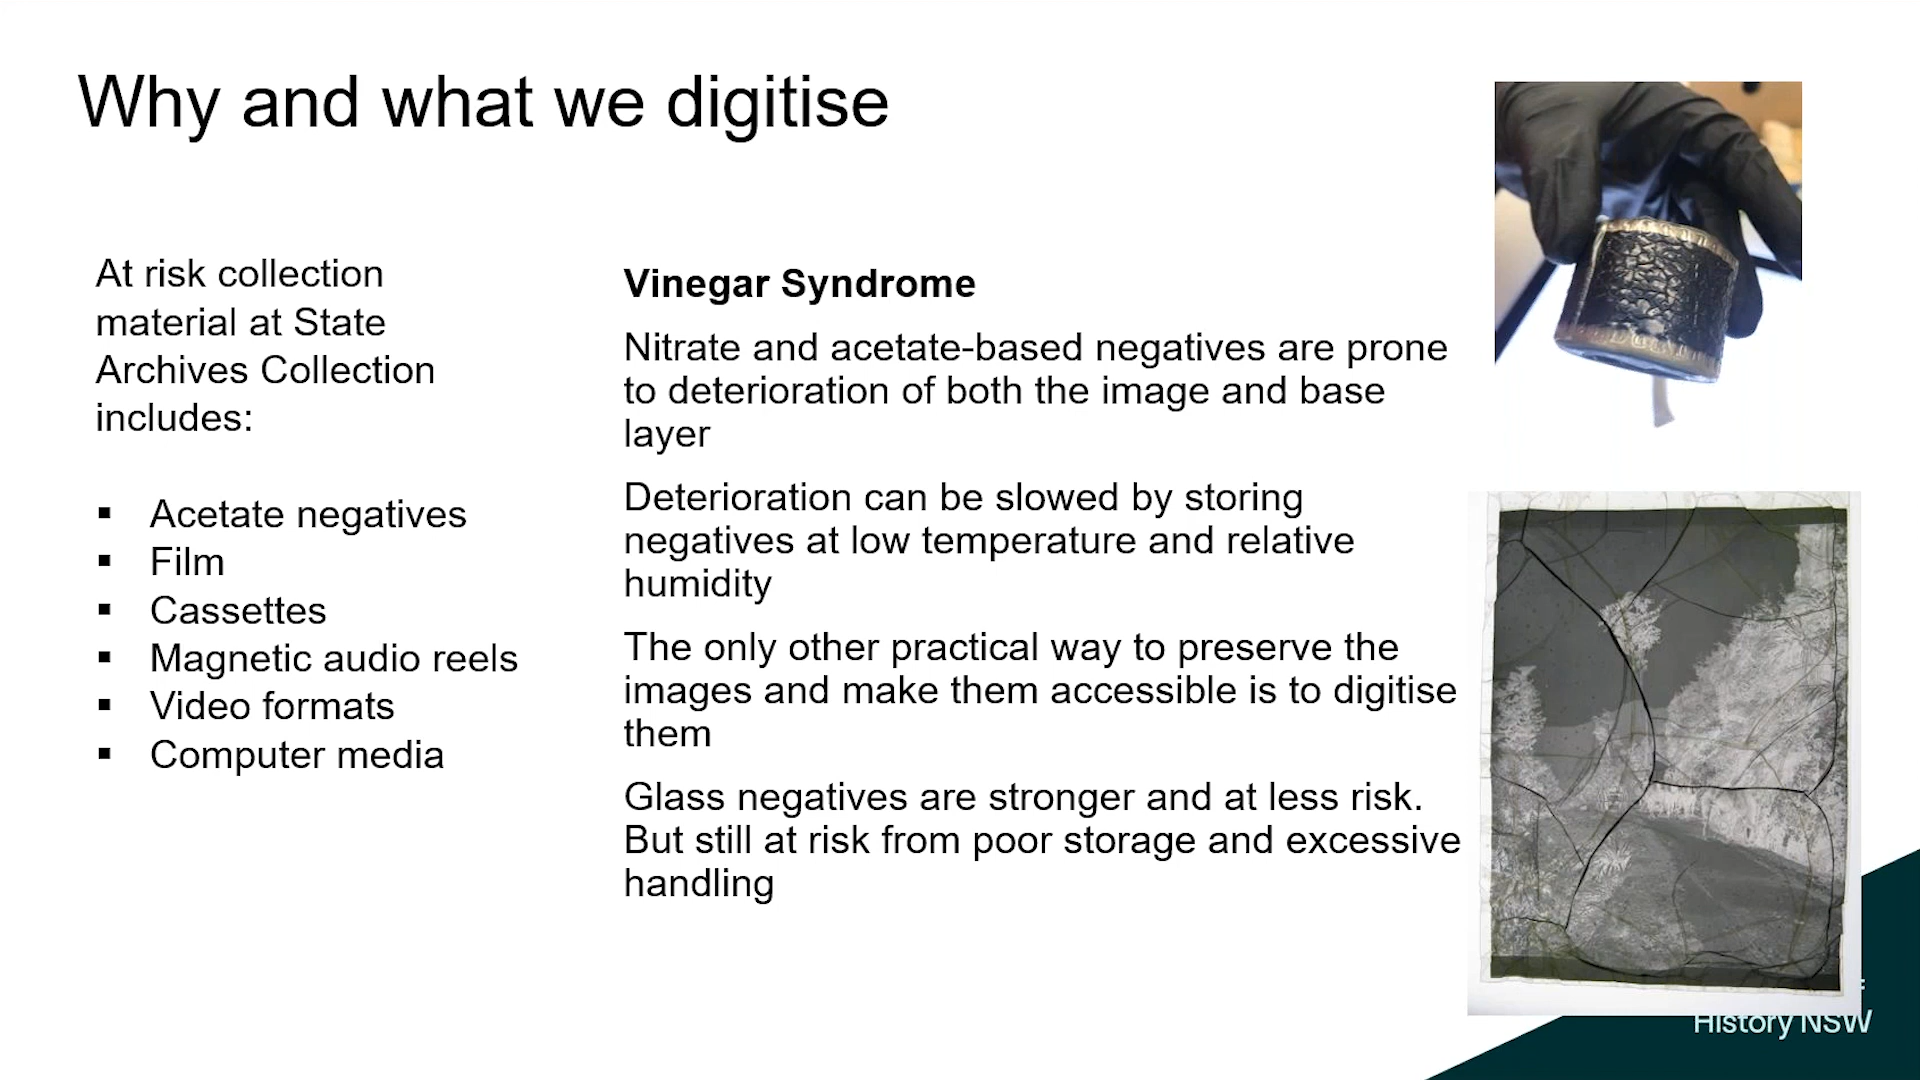 Why and what we digitise
At risk collection
material at State
Archives Collection
includes:
▪ Acetate negatives
▪ Film
▪ Cassettes
▪ Magnetic audio reels
▪ Video formats
▪ Computer media
Vinegar Syndrome
Nitrate and acetate-based negatives are prone
to deterioration of both the image and base
layer
Deterioration can be slowed by storing
negatives at low temperature and relative
humidity
The only other practical way to preserve the
images and make them accessible is to digitise
them
Glass negatives are stronger and at less risk.
But still at risk from poor storage and excessive
handling
History NSW